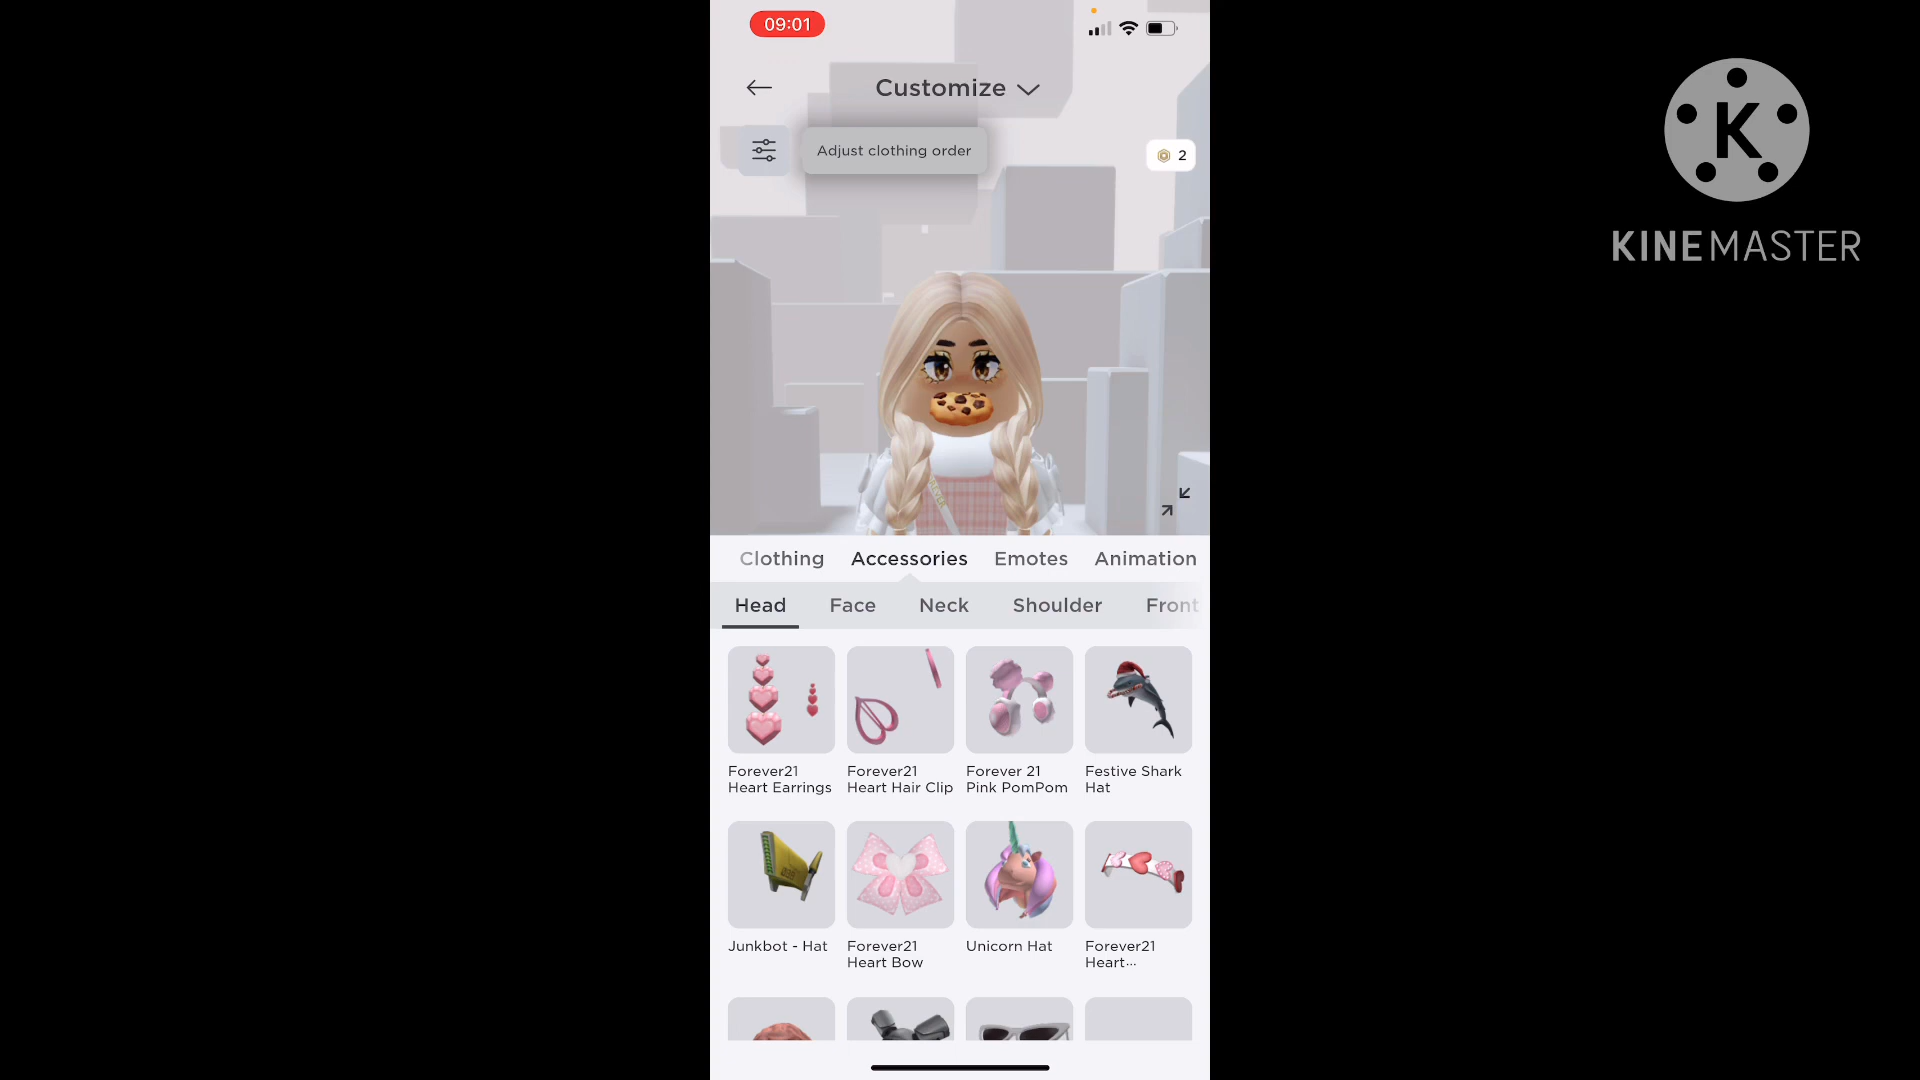 09:01
Customize
Adjust clothing order
2
K
KINEMASTER
Clothing Accessories Emotes Animation
Head Face Neck Shoulder Front
Forever21 Heart Earrings
Forever21 Heart Hair Clip
Forever 21 Pink PomPom
Festive Shark Hat
Junkbot - Hat
Forever21 Heart Bow
Unicorn Hat
Forever21 Heart...